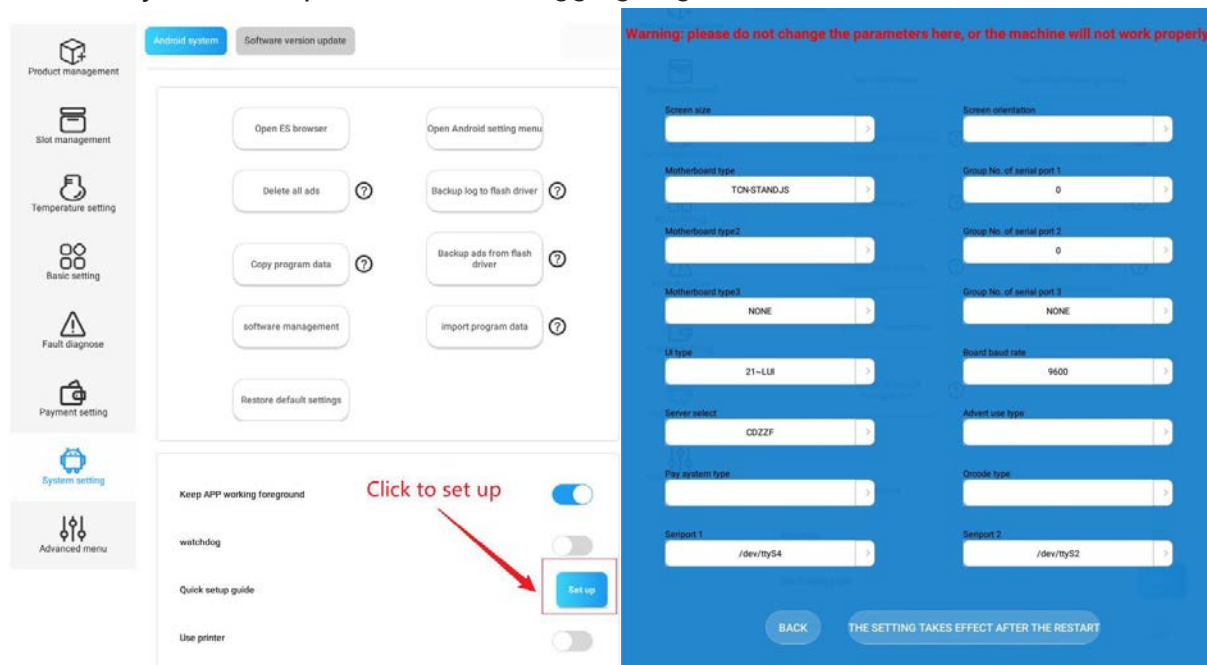 Android system
Software version update
Product management
Slot management
Temperature setting
Basic setting
Fault diagnose
Payment setting
System setting
Advanced menu
Open ES browser
Open Android setting menu
Delete all ads
?
Backup log to flash driver
?
Copy program data
?
Backup ads from flash
driver
?
software management
import program data
?
Restore default settings
Keep APP working foreground
Click to set up
watchdog
Quick setup guide
Set up
Use printer
Warning: please do not change the parameters here, or the machine will not work properly
Screen size
Screen orientation
Motherboard type
TCN-STANDJS
Group No. of serial port 1
0
Motherboard type2
Group No. of serial port 2
0
Motherboard type3
NONE
Group No. of serial port 3
NONE
UI type
21~LUI
Board baud rate
9600
Server select
CDZZF
Advert use type
Pay system type
Qrcode type
Seriport 1
/dev/ttyS4
Seriport 2
/dev/ttyS2
BACK
THE SETTING TAKES EFFECT AFTER THE RESTART